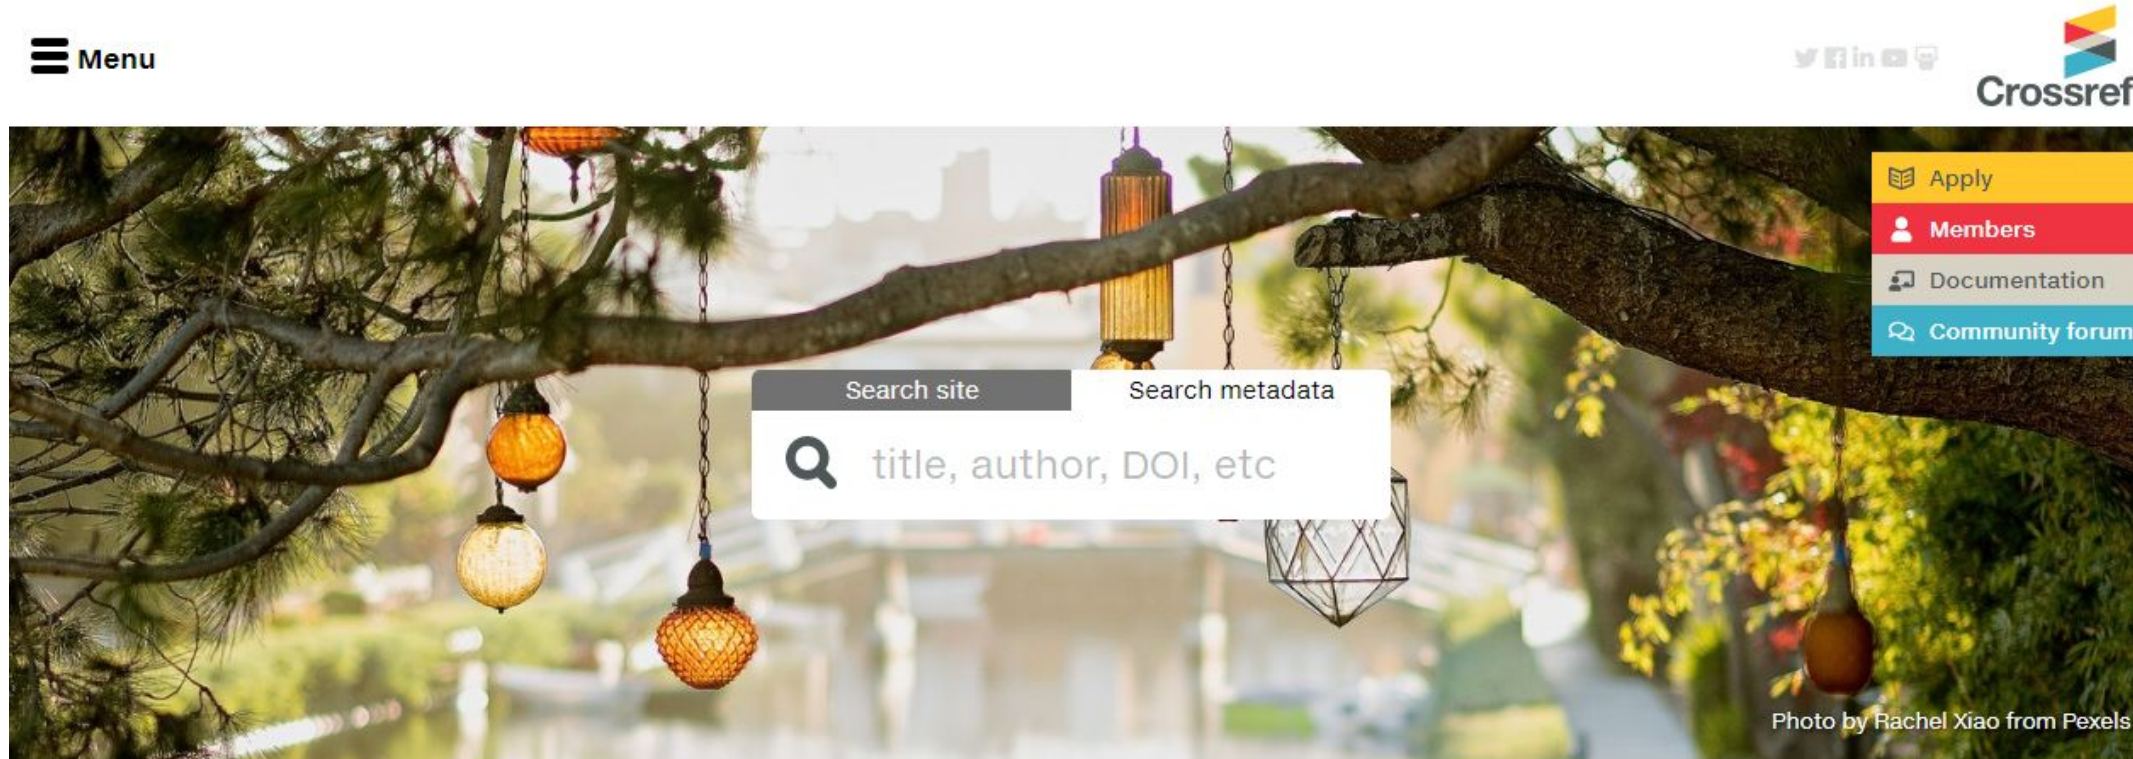 Menu
Crossref
Apply
Members
Documentation
Community forum
Search site
Search metadata
title, author, DOI, etc
Photo by Rachel Xiao from Pexels